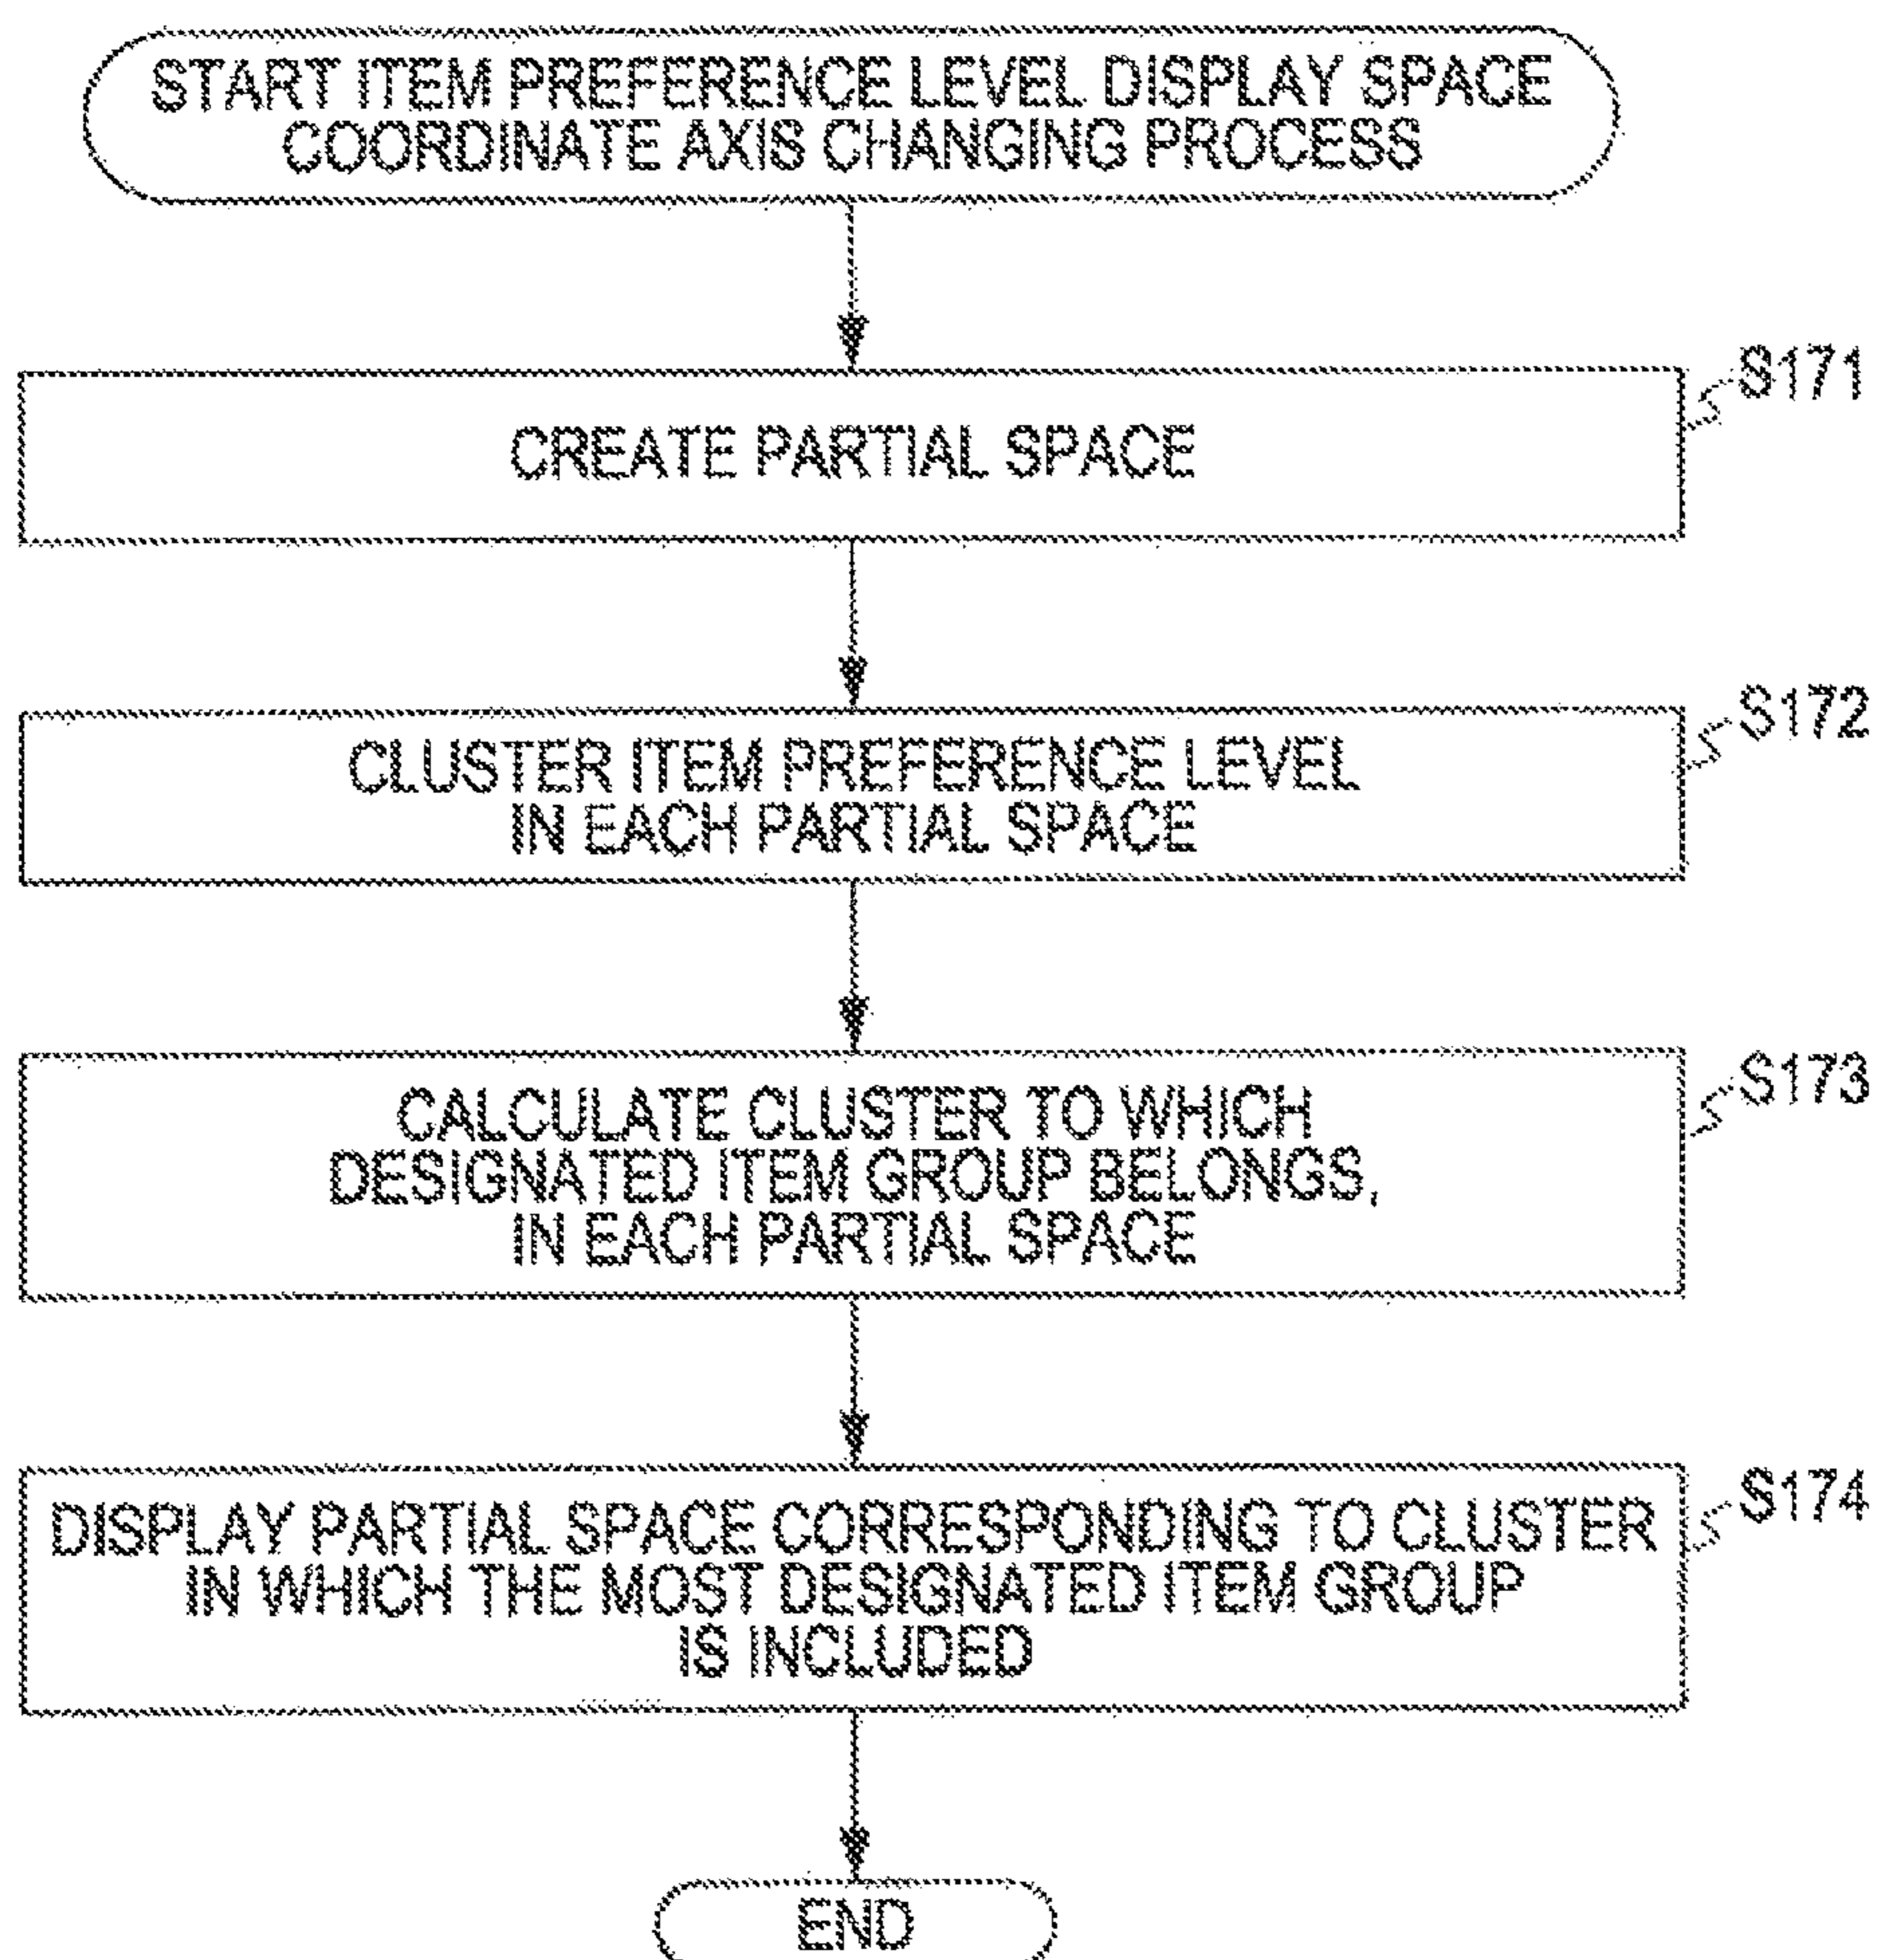 START ITEM PREFERENCE LEVEL DISPLAY SPACE
COORDINATE AXIS CHANGING PROCESS
S171
CREATE PARTIAL SPACE
S172
CLUSTER ITEM PREFERENCE LEVEL
IN EACH PARTIAL SPACE
S173
CALCULATE CLUSTER TO WHICH
DESIGNATED ITEM GROUP BELONGS,
IN EACH PARTIAL SPACE
S174
DISPLAY PARTIAL SPACE CORRESPONDING TO CLUSTER
IN WHICH THE MOST DESIGNATED ITEM GROUP
IS INCLUDED
END